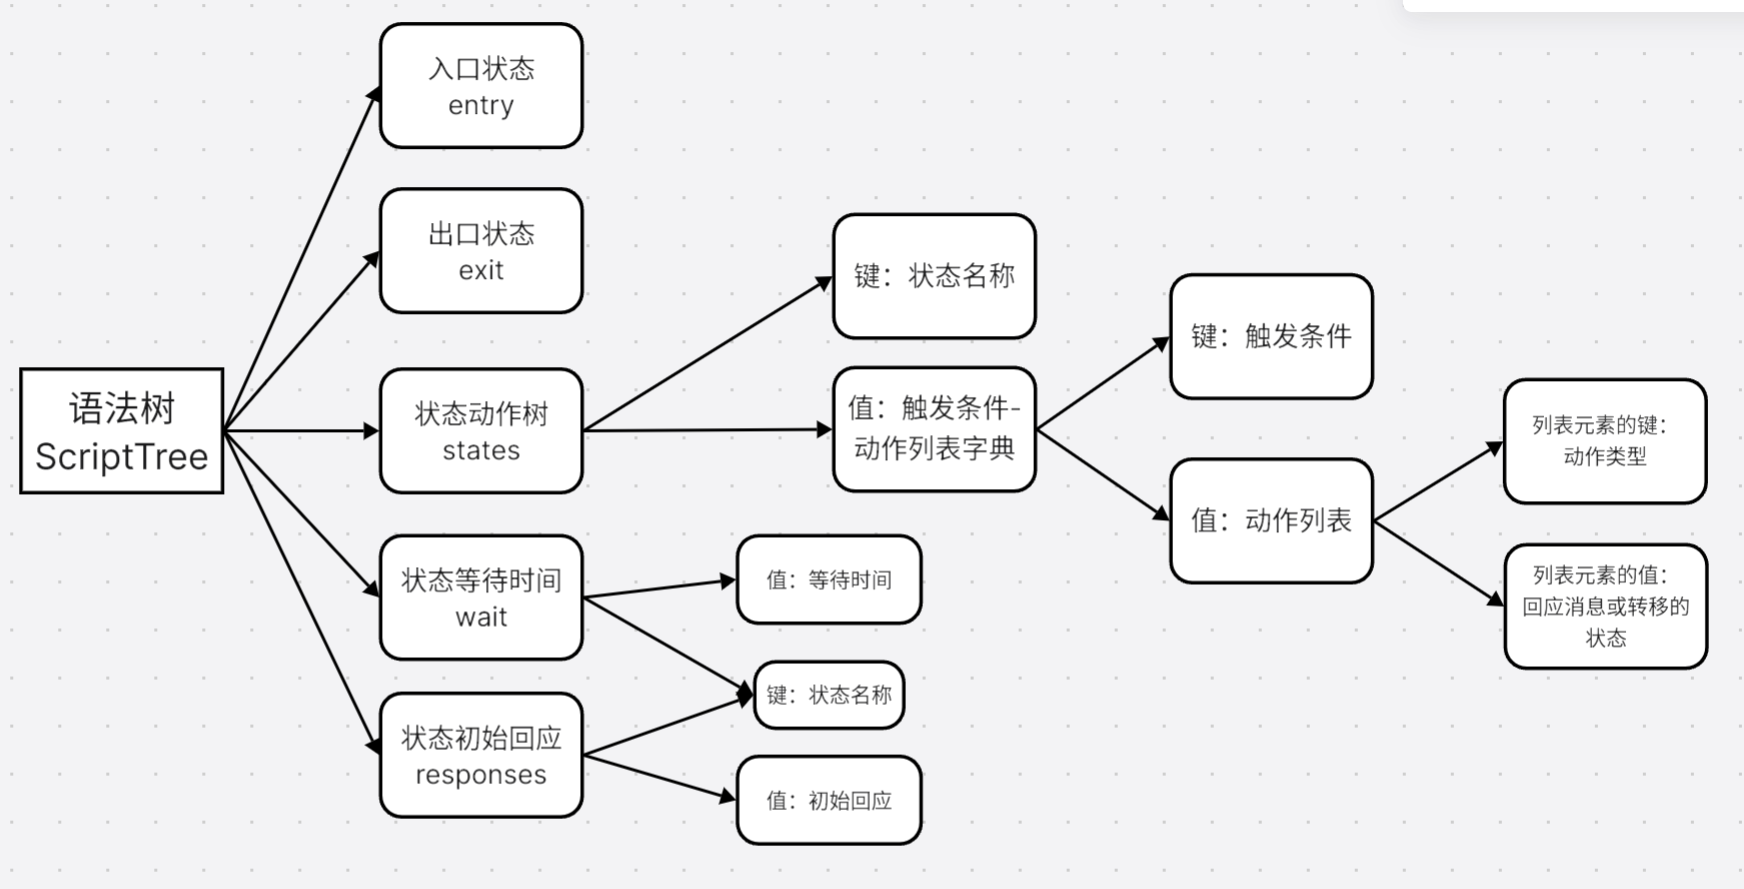 入口状态
entry
出口状态
exit
语法树
ScriptTree
状态动作树
states
状态等待时间
wait
状态初始回应
responses
键：状态名称
值：触发条件-
动作列表字典
值：等待时间
键：状态名称
值：初始回应
键：触发条件
值：动作列表
列表元素的键：
动作类型
列表元素的值：
回应消息或转移的
状态